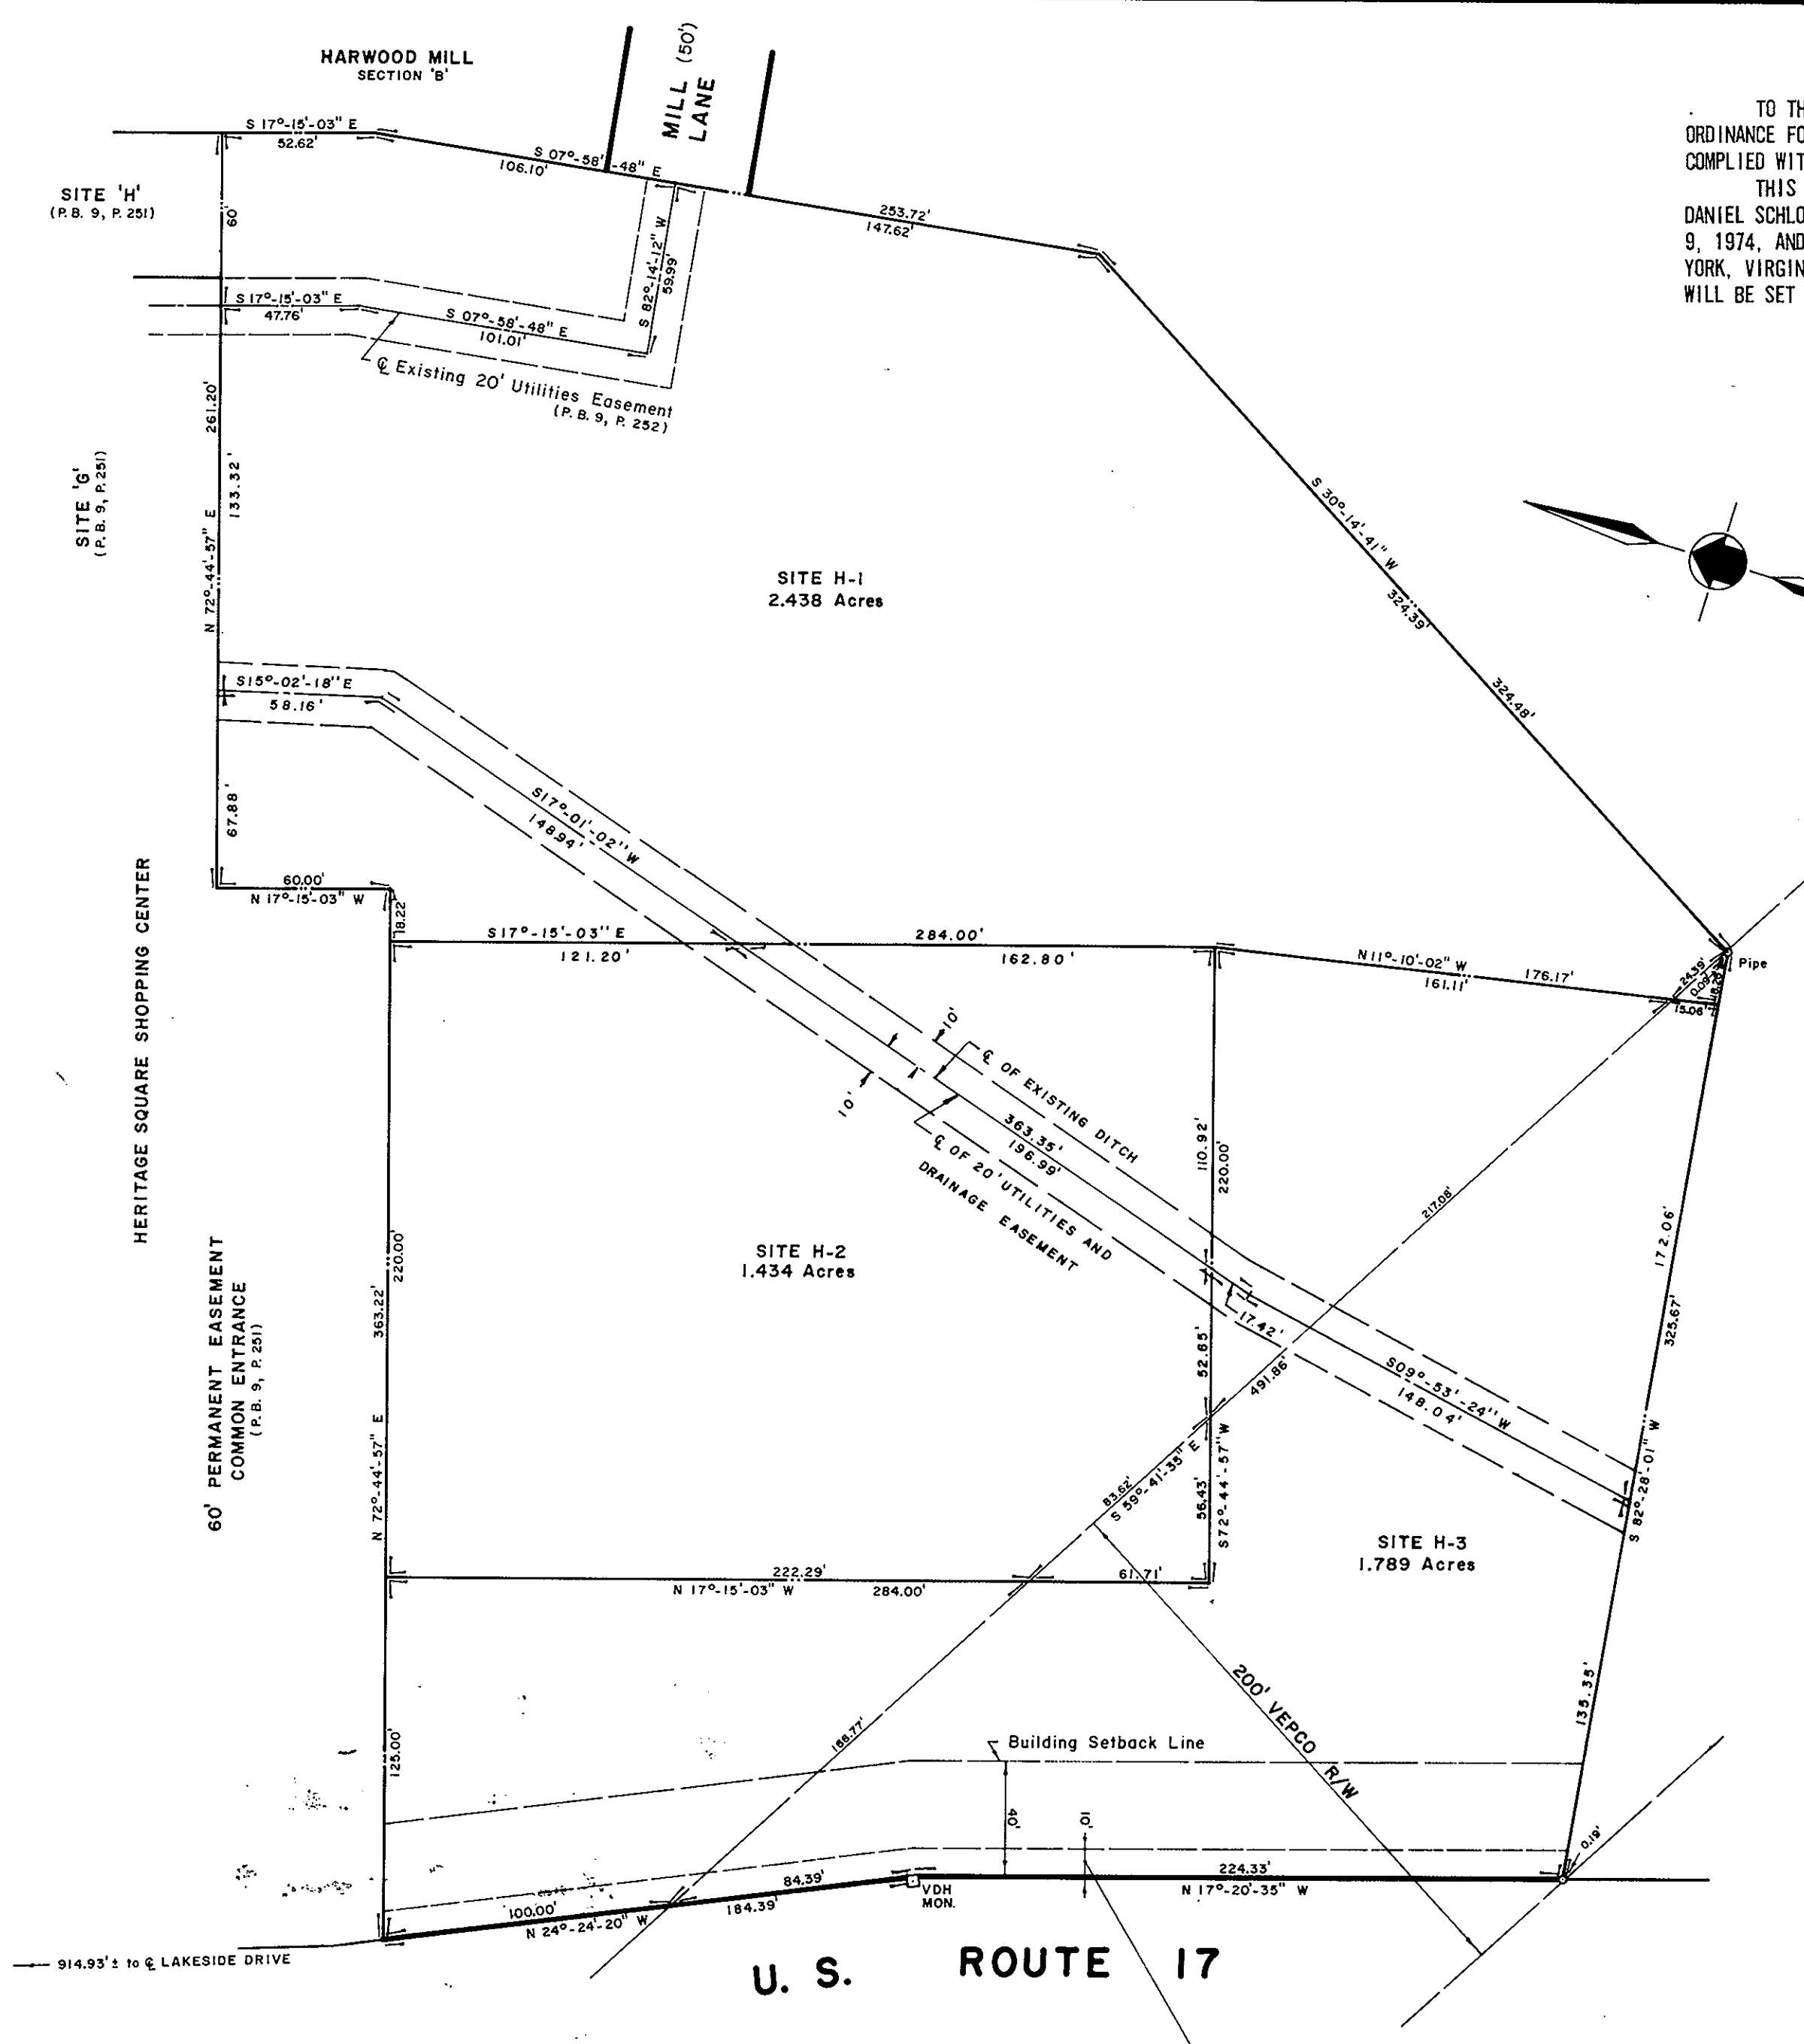 HARWOOD MILL
SECTION 'B'
MILL (50')
LANE
TO TH
ORDINANCE FO
COMPLIED WIT
THIS
DANIEL SCHLO
9, 1974, AND
YORK, VIRGIN
WILL BE SET
S 17°-15'-03" E
52.62'
S 07°-58'-48" E
106.10'
253.72'
147.62'
SITE 'H'
(P.B. 9, P. 251)
60'
S 82°-14'-12" W
59.99'
S 17°-15'-03" E
47.76'
S 07°-58'-48" E
101.01'
℄ Existing 20' Utilities Easement
(P.B. 9, P. 252)
261.20'
133.32'
N 72°-44'-57" E
SITE 'G'
(P.B. 9, P.251)
S 30°-14'-41" W
324.39'
324.48'
SITE H-1
2.438 Acres
S15°-02'-18" E
58.16'
67.88'
S17°-01'-02" W
148.94'
60.00'
N 17°-15'-03" W
18.22'
S17°-15'-03" E
121.20'
284.00'
162.80'
N11°-10'-02" W
176.17'
161.11'
24.39'
0.09'
15.06'
Pipe
HERITAGE SQUARE SHOPPING CENTER
10'
10'
℄ OF EXISTING DITCH
363.35'
196.99'
℄ OF 20' UTILITIES AND
DRAINAGE EASEMENT
110.92'
220.00'
217.08'
172.06'
325.67'
SITE H-2
1.434 Acres
60' PERMANENT EASEMENT
COMMON ENTRANCE
(P.B. 9, P. 251)
220.00'
363.22'
N 72°-44'-57" E
17.42'
52.65'
491.86'
S09°-53'-24" W
148.04'
S 82°-28'-01" W
83.62'
S 59°-41'-35" E
56.43'
S72°-44'-57" W
SITE H-3
1.789 Acres
222.29'
N 17°-15'-03" W
284.00'
61.71'
200' VEPCO R/W
135.35'
125.00'
Building Setback Line
40'
10'
0.19'
84.39'
100.00'
N 24°-24'-20" W
184.39'
VDH
MON.
224.33'
N 17°-20'-35" W
914.93'± to ℄ LAKESIDE DRIVE
U. S. ROUTE 17